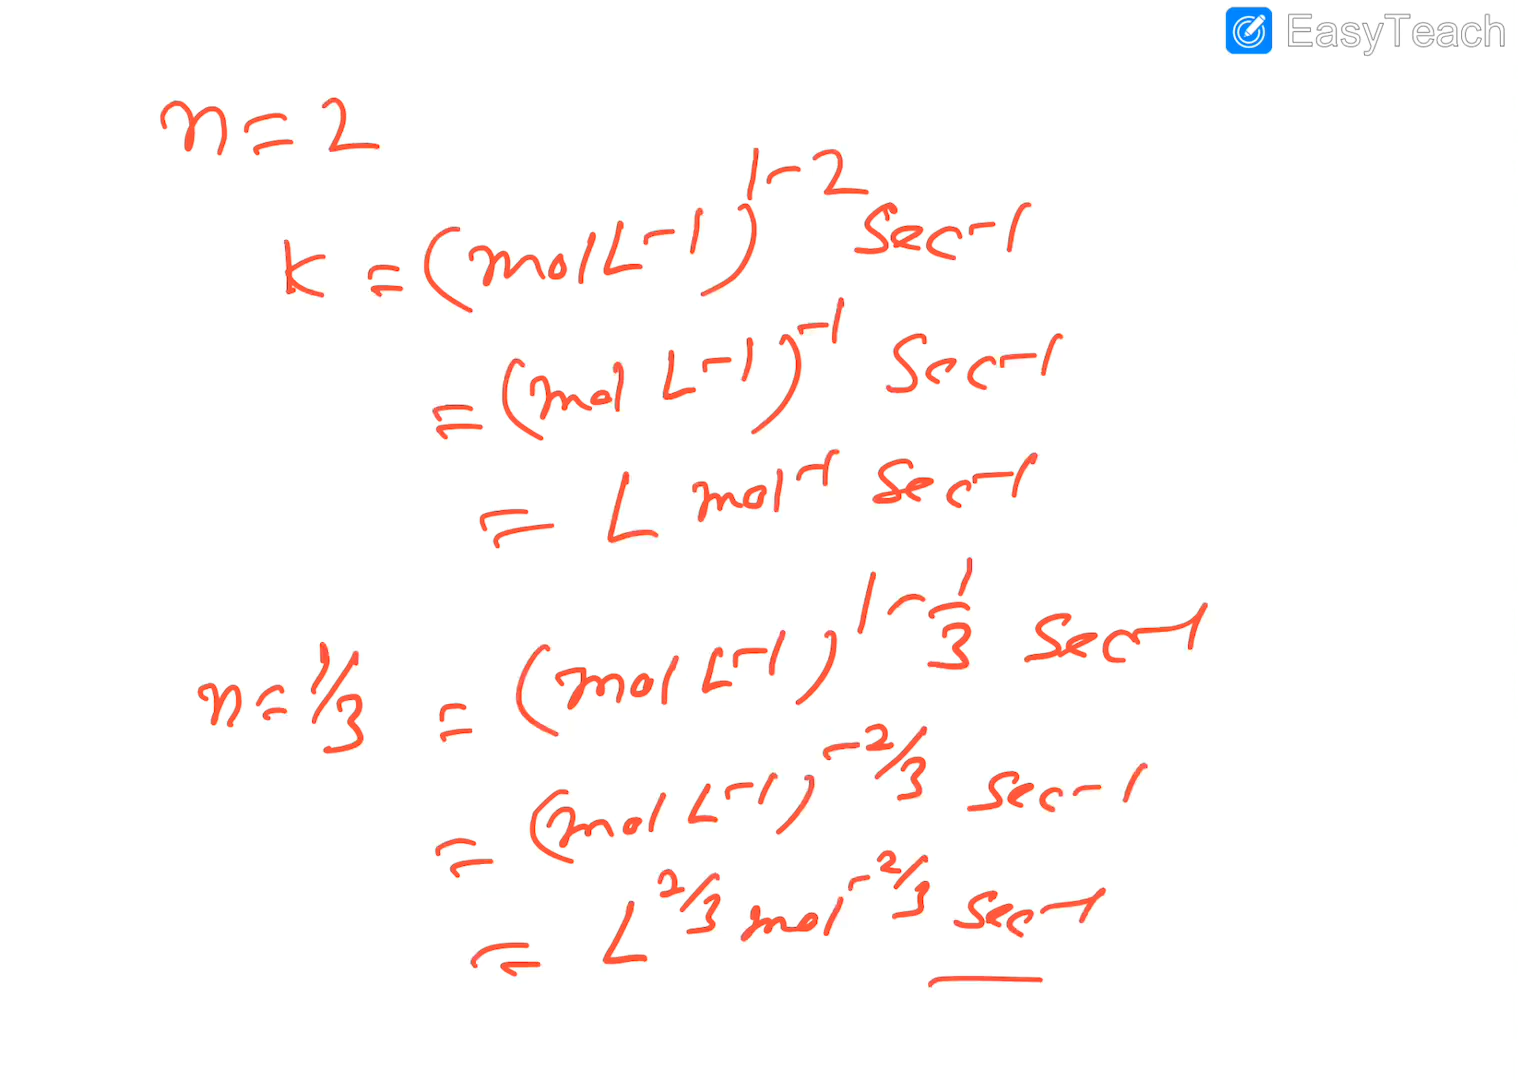 EasyTeach
n = 2
K = (mol L-1)^1-2 Sec-1
= (mol L-1)^-1 Sec-1
= L mol-1 Sec-1
n = 1/3 = (mol L-1)^1-1/3 Sec-1
= (mol L-1)^-2/3 Sec-1
= L^2/3 mol^-2/3 Sec-1